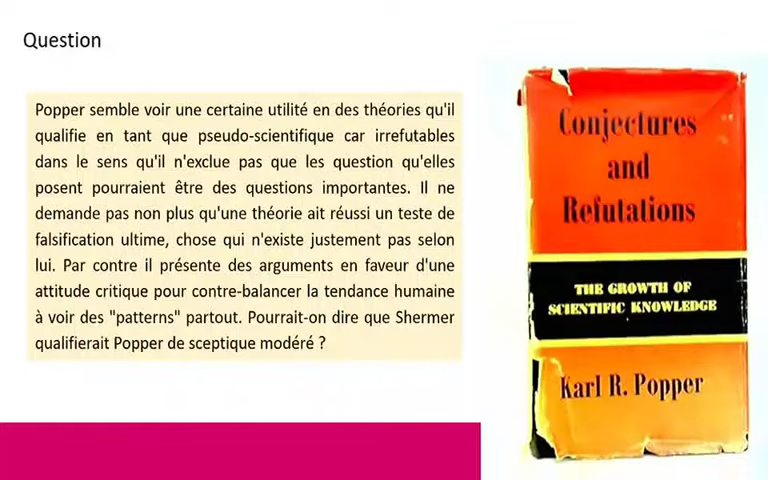 Question
Popper semble voir une certaine utilité en des théories qu'il
qualifie en tant que pseudo-scientifique car irrefutables
dans le sens qu'il n'exclue pas que les question qu'elles
posent pourraient être des questions importantes. Il ne
demande pas non plus qu'une théorie ait réussi un teste de
falsification ultime, chose qui n'existe justement pas selon
lui. Par contre il présente des arguments en faveur d'une
attitude critique pour contre-balancer la tendance humaine
à voir des "patterns" partout. Pourrait-on dire que Shermer
qualifierait Popper de sceptique modéré ?
Conjectures
and
Refutations
THE GROWTH OF
SCIENTIFIC KNOWLEDGE
Karl R. Popper